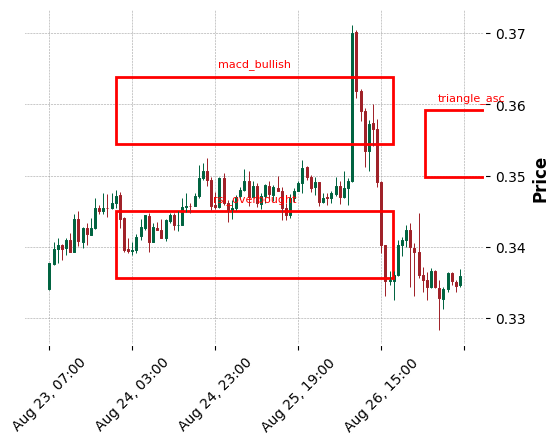 0.37
macd_bullish
0.36
triangle_asc
0.35
rsi_overbought
Price
0.34
0.33
Aug 23, 07:00
Aug 24, 03:00
Aug 24, 23:00
Aug 25, 19:00
Aug 26, 15:00